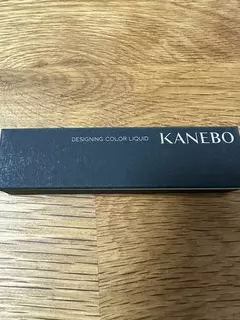 DESIGNING COLOR LIQUID KANEBO